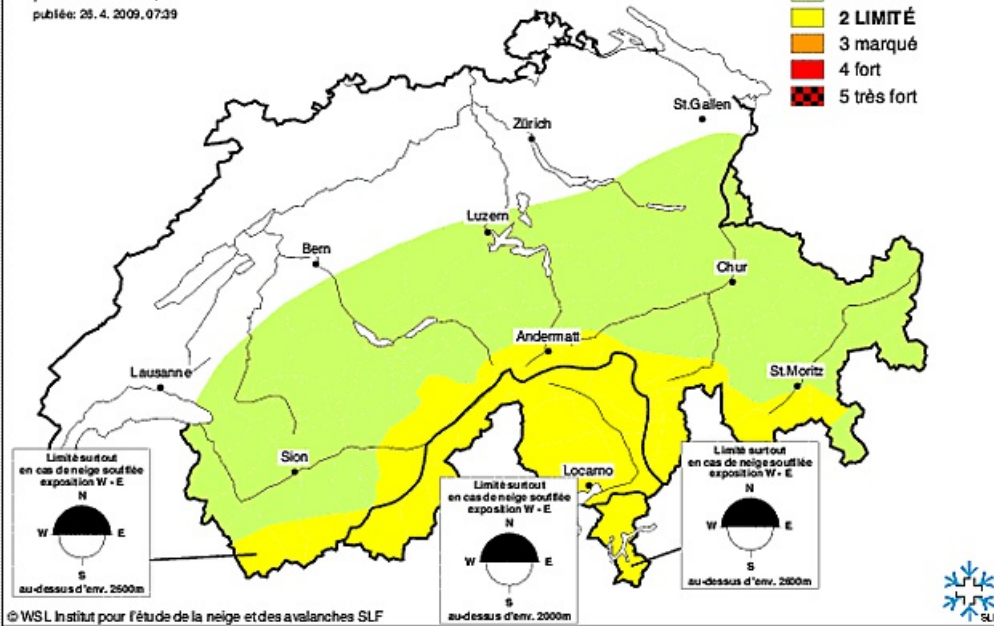 publiée: 26. 4. 2009, 07:39
2 LIMITÉ
3 marqué
4 fort
5 très fort
St.Gallen
Zürich
Luzern
Bern
Chur
Andermatt
Lausanne
St.Moritz
Sion
Locarno
Limité surtout
en cas de neige soufflée
exposition W - E
N
W E
S
au-dessus d'env. 2600m
Limité surtout
en cas de neige soufflée
exposition W - E
N
W E
S
au-dessus d'env. 2000m
Limité surtout
en cas de neige soufflée
exposition W - E
N
W E
S
au-dessus d'env. 2600m
© WSL Institut pour l'étude de la neige et des avalanches SLF
SLF